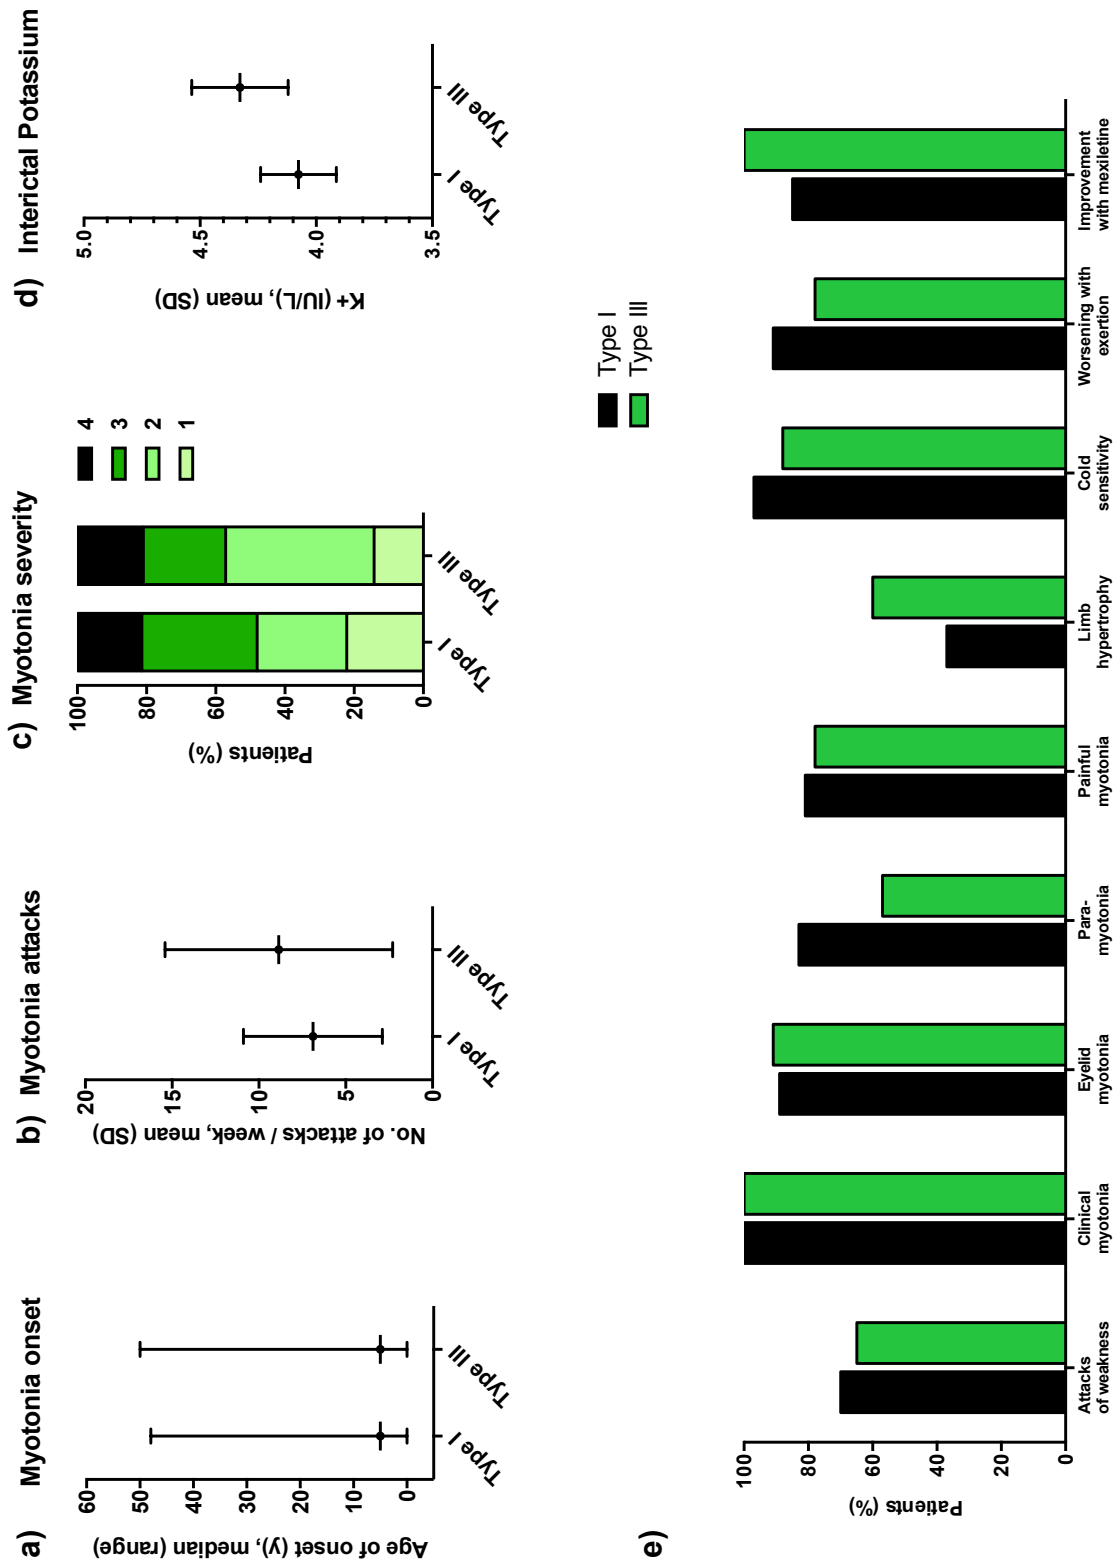 a) Myotonia onset
Age of onset (y), median (range)
60
50
40
30
20
10
0
Type I
Type III
b) Myotonia attacks
No. of attacks / week, mean (SD)
20
15
10
5
0
Type I
Type III
c) Myotonia severity
Patients (%)
100
80
60
40
20
0
Type I
Type III
4
3
2
1
d) Interictal Potassium
K+ (IU/L), mean (SD)
5.0
4.5
4.0
3.5
Type I
Type III
e)
Type I
Type III
Patients (%)
100
80
60
40
20
0
Attacks
of weakness
Clinical
myotonia
Eyelid
myotonia
Para-
myotonia
Painful
myotonia
Limb
hypertrophy
Cold
sensitivity
Worsening with
exertion
Improvement
with mexiletine